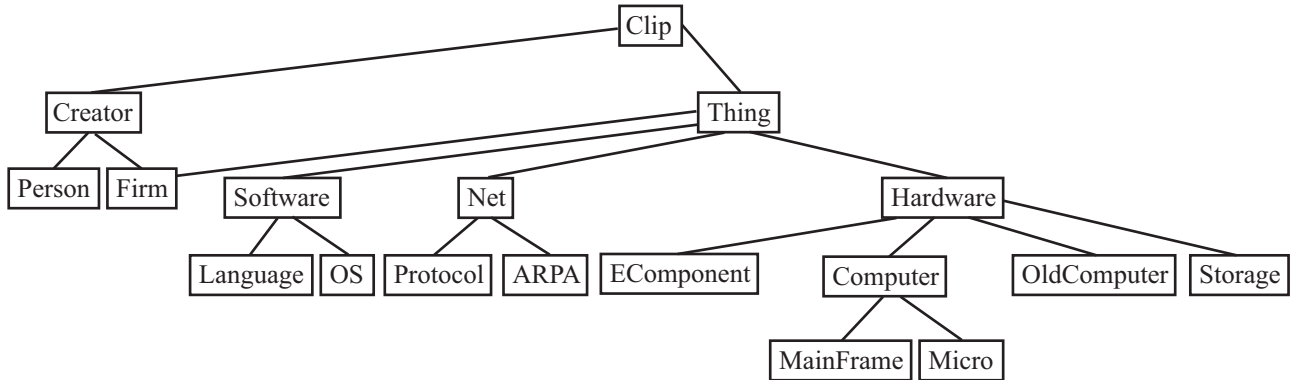 Clip
Creator
Thing
Person
Firm
Software
Net
Hardware
Language
OS
Protocol
ARPA
EComponent
Computer
OldComputer
Storage
MainFrame
Micro